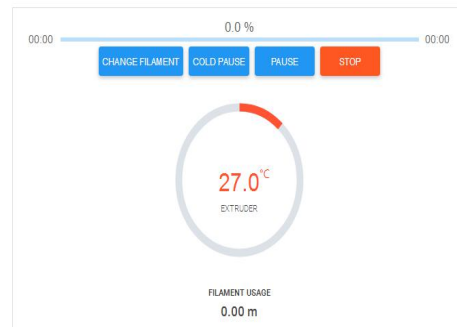 0.0 %
00:00 00:00
CHANGE FILAMENT COLD PAUSE PAUSE STOP
27.0°C
EXTRUDER
FILAMENT USAGE
0.00 m